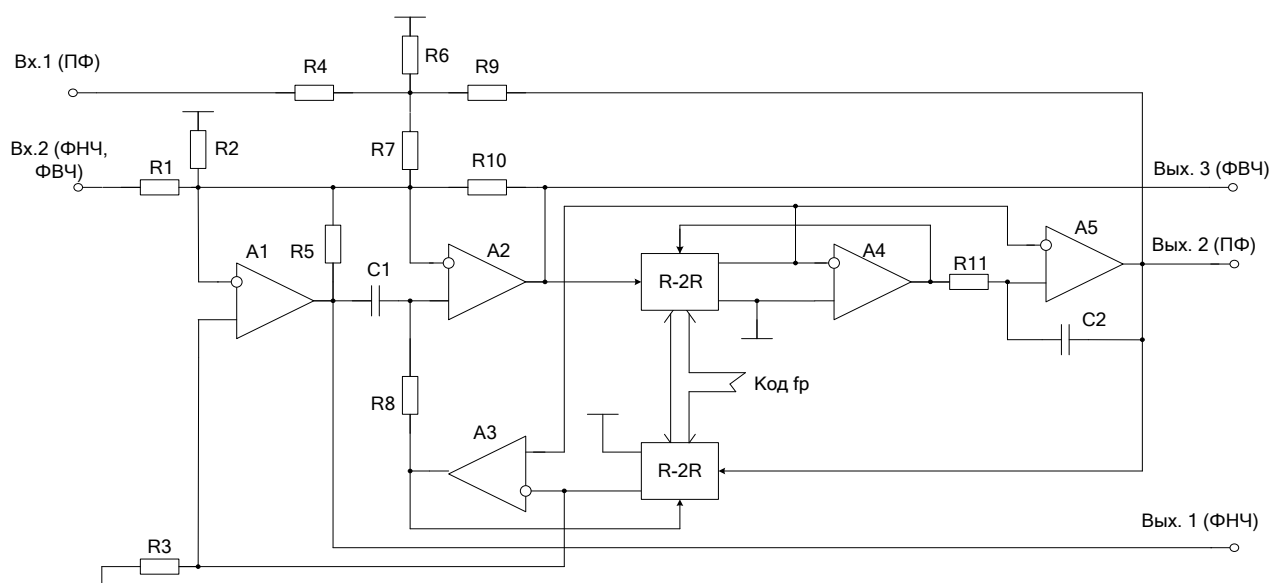 R6
Вх.1 (ПФ)
R4
R9
R2
R7
Вх.2 (ФНЧ,
ФВЧ)
R1
R10
Вых. 3 (ФВЧ)
A1
R5
A2
A4
A5
C1
R-2R
R11
Вых. 2 (ПФ)
C2
Код fp
R8
A3
R-2R
Вых. 1 (ФНЧ)
R3